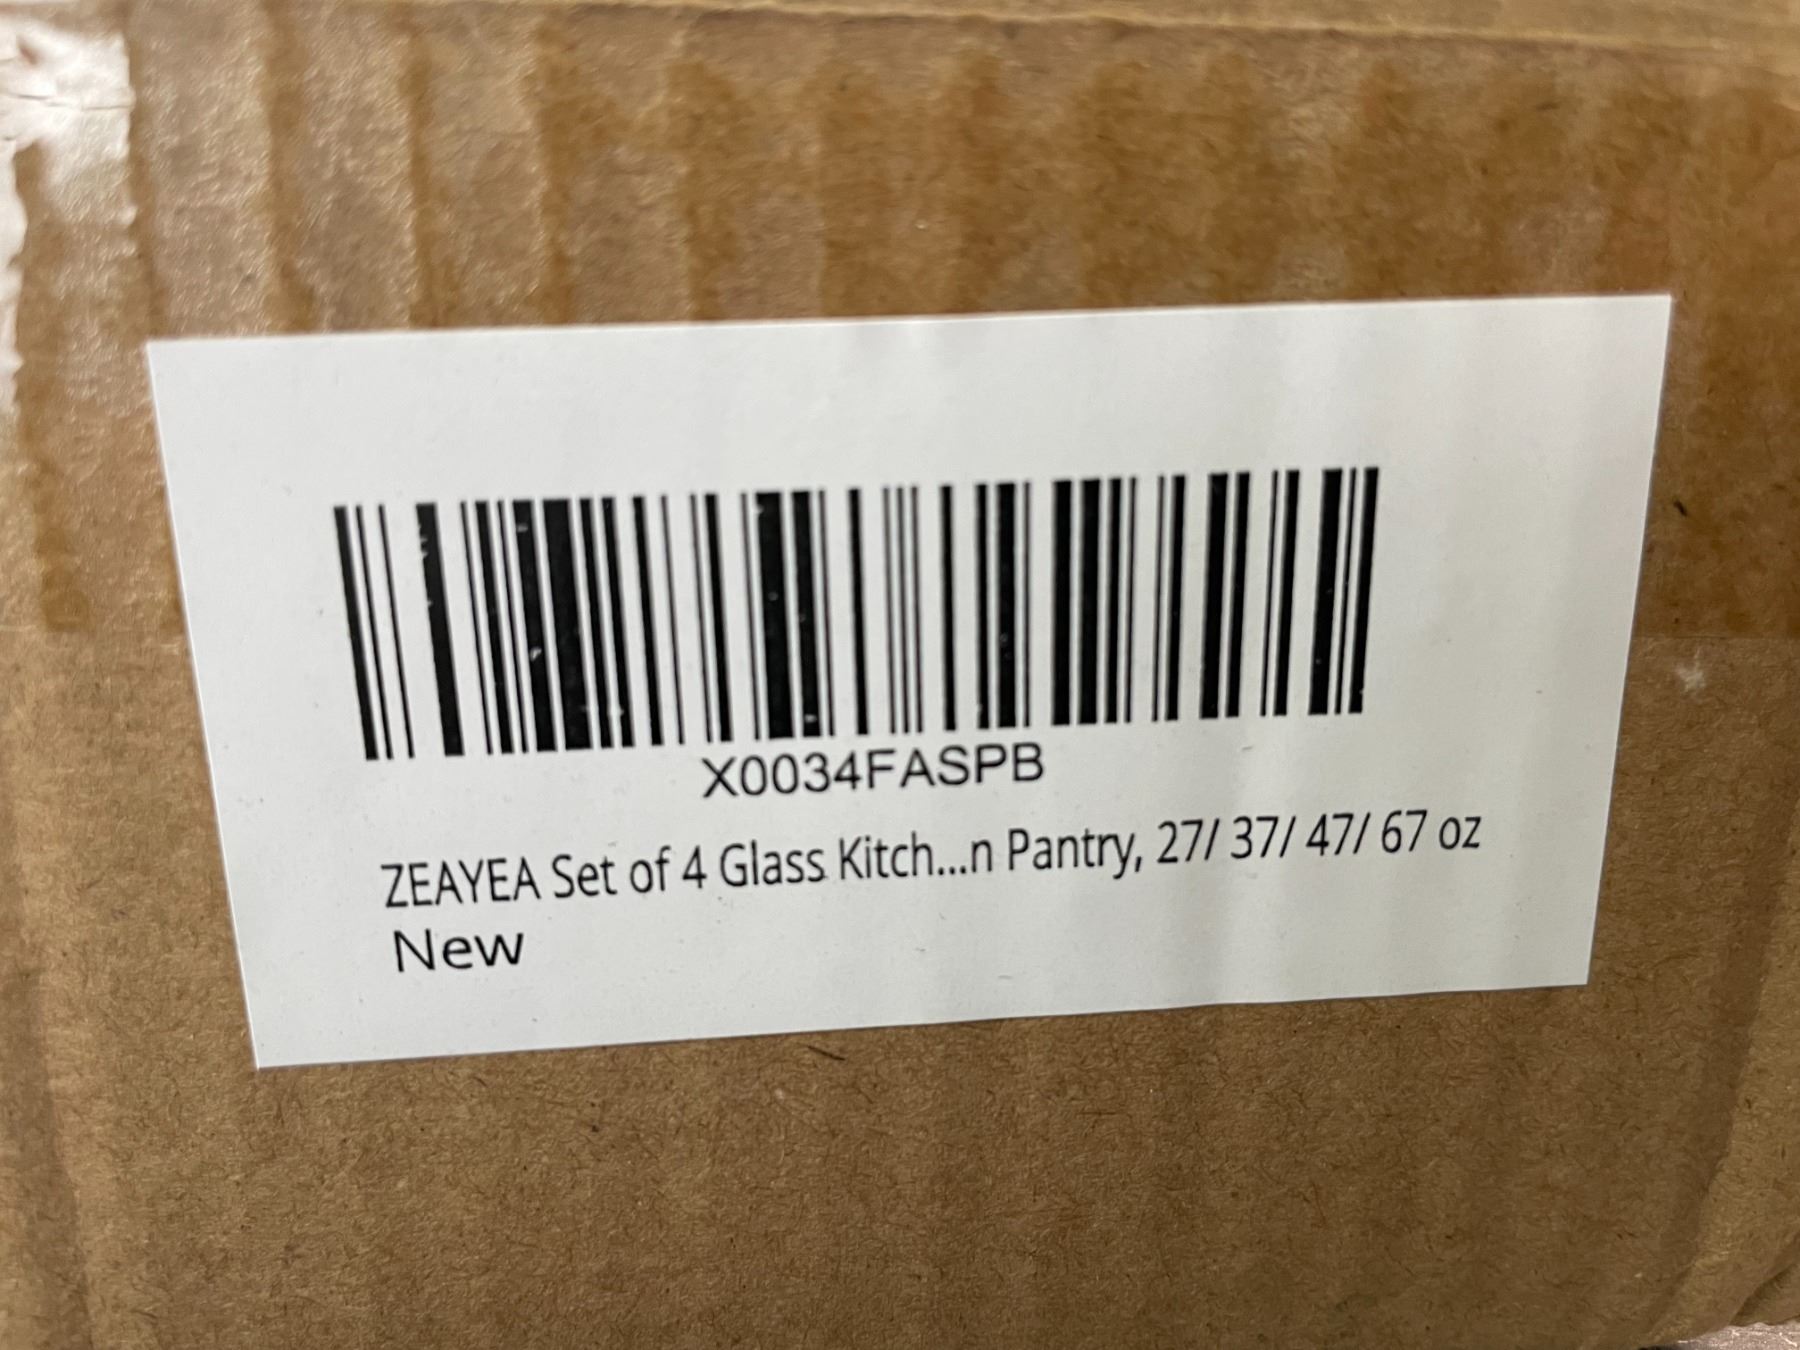 X0034FASPB
ZEAYEA Set of 4 Glass Kitch...n Pantry, 27/ 37/ 47/ 67 oz
New